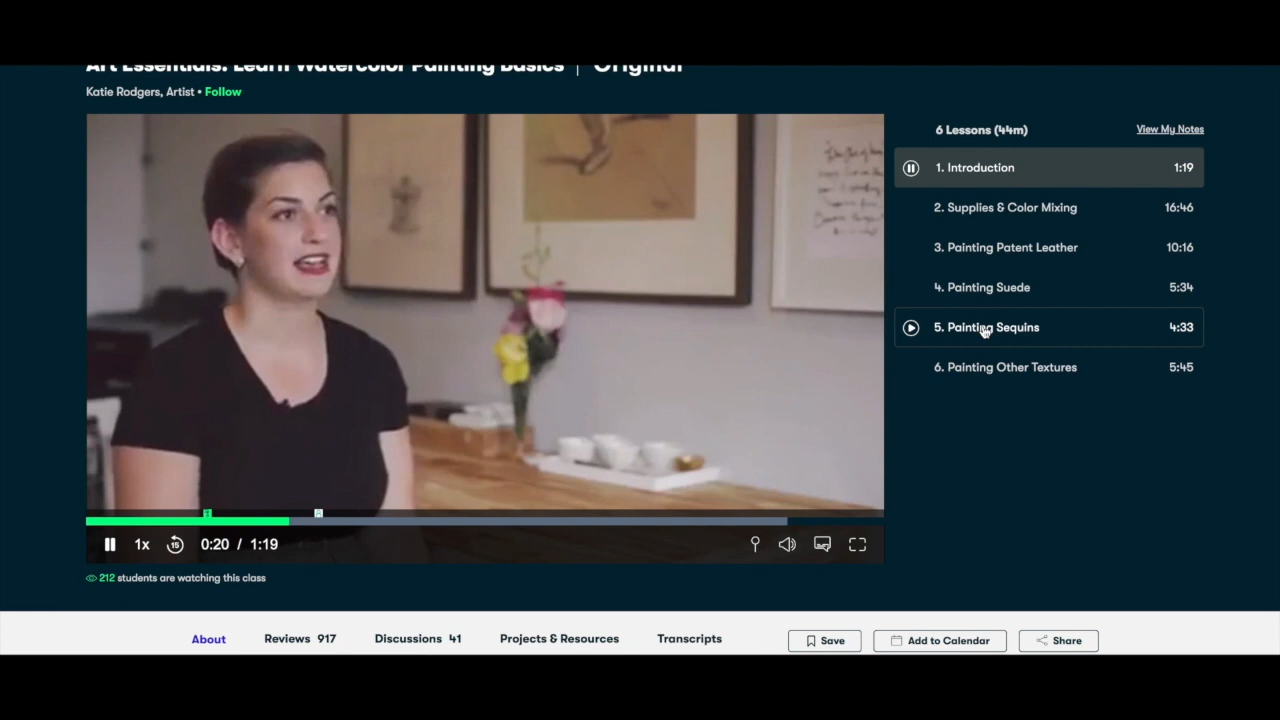 Art Essentials: Learn Watercolor Painting Basics | Original
Katie Rodgers, Artist • Follow
6 Lessons (44m)
View My Notes
1. Introduction 1:19
2. Supplies & Color Mixing 16:46
3. Painting Patent Leather 10:16
4. Painting Suede 5:34
5. Painting Sequins 4:33
6. Painting Other Textures 5:45
1x 15 0:20 / 1:19
212 students are watching this class
About Reviews 917 Discussions 41 Projects & Resources Transcripts Save Add to Calendar Share